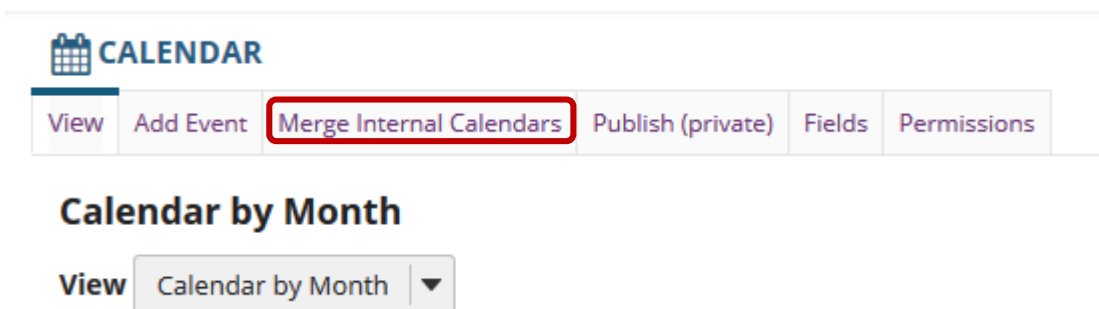 CALENDAR
View Add Event Merge Internal Calendars Publish (private) Fields Permissions
Calendar by Month
View Calendar by Month